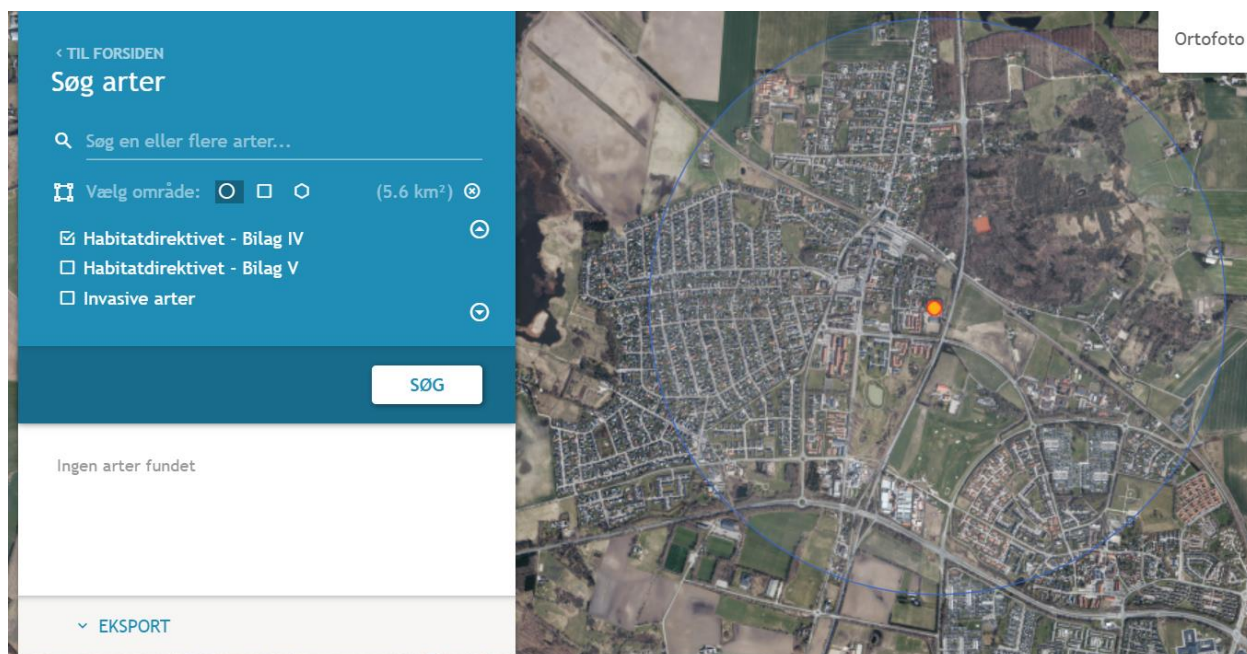 ‹ TIL FORSIDEN
Søg arter
Søg en eller flere arter...
Vælg område: (5.6 km²)
Habitatdirektivet - Bilag IV
Habitatdirektivet - Bilag V
Invasive arter
SØG
Ingen arter fundet
EKSPORT
Ortofoto